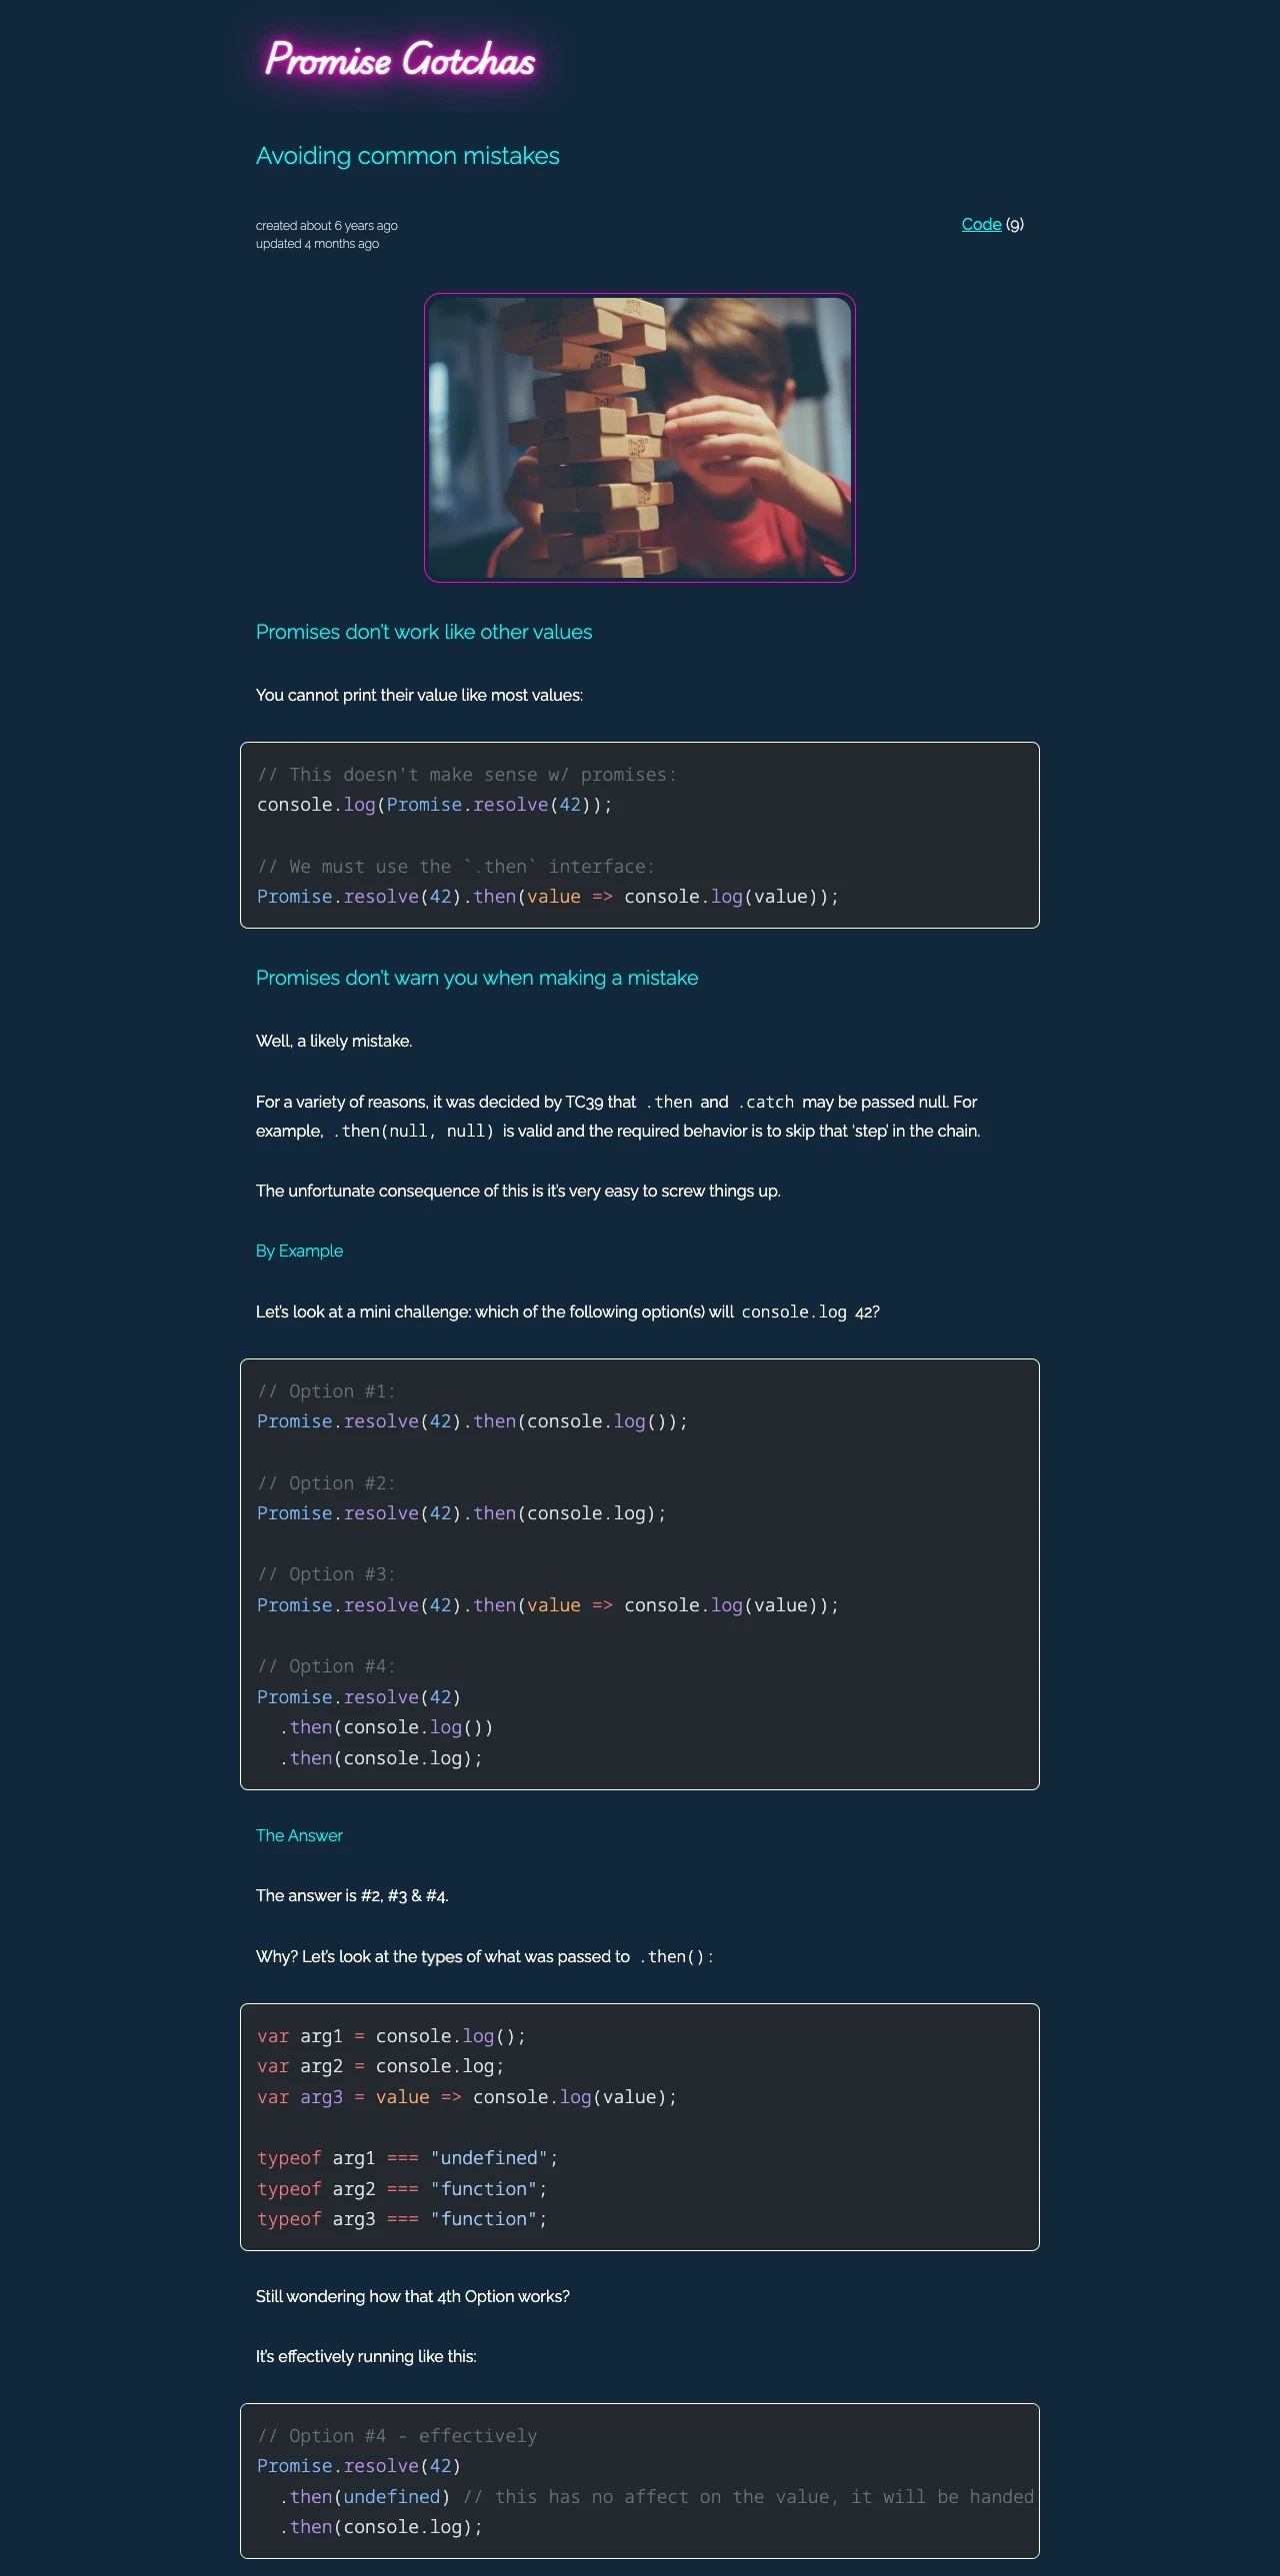 Promise Gotchas
Avoiding common mistakes
created about 6 years ago
updated 4 months ago
Code (9)
Promises don’t work like other values
You cannot print their value like most values:
// This doesn't make sense w/ promises:
console.log(Promise.resolve(42));
// We must use the `.then` interface:
Promise.resolve(42).then(value => console.log(value));
Promises don’t warn you when making a mistake
Well, a likely mistake.
For a variety of reasons, it was decided by TC39 that .then and .catch may be passed null. For
example, .then(null, null) is valid and the required behavior is to skip that ‘step’ in the chain.
The unfortunate consequence of this is it’s very easy to screw things up.
By Example
Let’s look at a mini challenge: which of the following option(s) will console.log 42?
// Option #1:
Promise.resolve(42).then(console.log());
// Option #2:
Promise.resolve(42).then(console.log);
// Option #3:
Promise.resolve(42).then(value => console.log(value));
// Option #4:
Promise.resolve(42)
  .then(console.log())
  .then(console.log);
The Answer
The answer is #2, #3 & #4.
Why? Let’s look at the types of what was passed to .then():
var arg1 = console.log();
var arg2 = console.log;
var arg3 = value => console.log(value);
typeof arg1 === "undefined";
typeof arg2 === "function";
typeof arg3 === "function";
Still wondering how that 4th Option works?
It’s effectively running like this:
// Option #4 - effectively
Promise.resolve(42)
  .then(undefined) // this has no affect on the value, it will be handed
  .then(console.log);